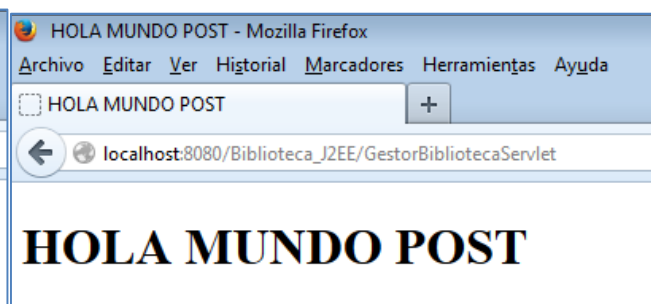 HOLA MUNDO POST - Mozilla Firefox
Archivo Editar Ver Historial Marcadores Herramientas Ayuda
HOLA MUNDO POST +
localhost:8080/Biblioteca_J2EE/GestorBibliotecaServlet
HOLA MUNDO POST